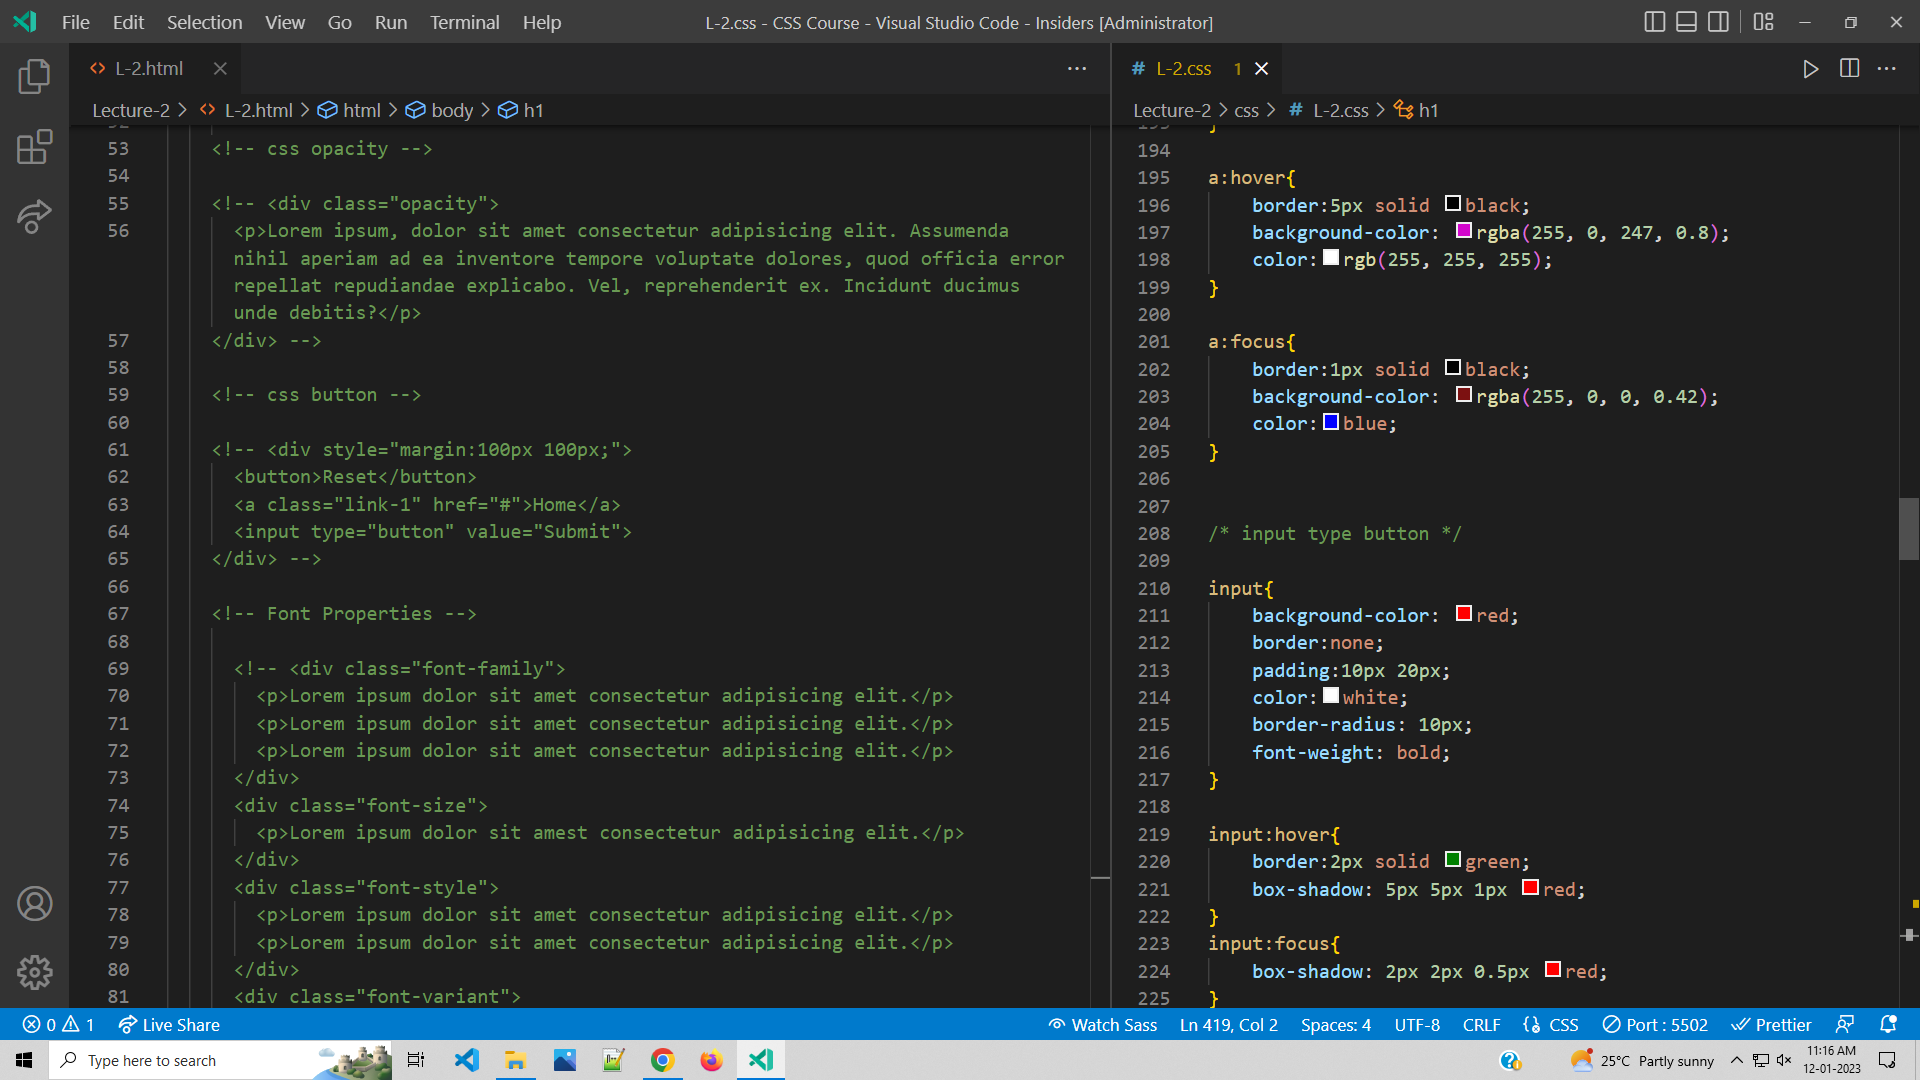 File Edit Selection View Go Run Terminal Help
L-2.css - CSS Course - Visual Studio Code - Insiders [Administrator]
L-2.html
Lecture-2 > L-2.html > html > body > h1
53 <!-- css opacity -->
54
55 <!-- <div class="opacity">
56 <p>Lorem ipsum, dolor sit amet consectetur adipisicing elit. Assumenda
nihil aperiam ad ea inventore tempore voluptate dolores, quod officia error
repellat repudiandae explicabo. Vel, reprehenderit ex. Incidunt ducimus
unde debitis?</p>
57 </div> -->
58
59 <!-- css button -->
60
61 <!-- <div style="margin:100px 100px;">
62 <button>Reset</button>
63 <a class="link-1" href="#">Home</a>
64 <input type="button" value="Submit">
65 </div> -->
66
67 <!-- Font Properties -->
68
69 <!-- <div class="font-family">
70 <p>Lorem ipsum dolor sit amet consectetur adipisicing elit.</p>
71 <p>Lorem ipsum dolor sit amet consectetur adipisicing elit.</p>
72 <p>Lorem ipsum dolor sit amet consectetur adipisicing elit.</p>
73 </div>
74 <div class="font-size">
75 <p>Lorem ipsum dolor sit amest consectetur adipisicing elit.</p>
76 </div>
77 <div class="font-style">
78 <p>Lorem ipsum dolor sit amet consectetur adipisicing elit.</p>
79 <p>Lorem ipsum dolor sit amet consectetur adipisicing elit.</p>
80 </div>
81 <div class="font-variant">
# L-2.css 1
Lecture-2 > css > # L-2.css > h1
194
195 a:hover{
196 border:5px solid black;
197 background-color: rgba(255, 0, 247, 0.8);
198 color: rgb(255, 255, 255);
199 }
200
201 a:focus{
202 border:1px solid black;
203 background-color: rgba(255, 0, 0, 0.42);
204 color: blue;
205 }
206
207
208 /* input type button */
209
210 input{
211 background-color: red;
212 border:none;
213 padding:10px 20px;
214 color: white;
215 border-radius: 10px;
216 font-weight: bold;
217 }
218
219 input:hover{
220 border:2px solid green;
221 box-shadow: 5px 5px 1px red;
222 }
223 input:focus{
224 box-shadow: 2px 2px 0.5px red;
225 }
0 1 Live Share
Watch Sass Ln 419, Col 2 Spaces: 4 UTF-8 CRLF CSS Port : 5502 Prettier
Type here to search
25°C Partly sunny
11:16 AM
12-01-2023